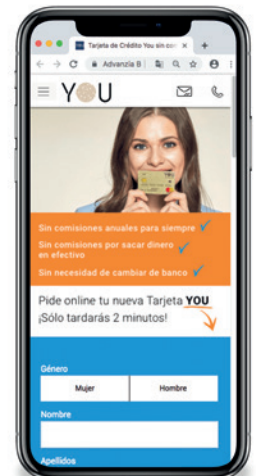 Tarjeta de Crédito You sin com
Advanzia B
YOU
Sin comisiones anuales para siempre
Sin comisiones por sacar dinero
en efectivo
Sin necesidad de cambiar de banco
Pide online tu nueva Tarjeta YOU
¡Sólo tardarás 2 minutos!
Género
Mujer
Hombre
Nombre
Apellidos